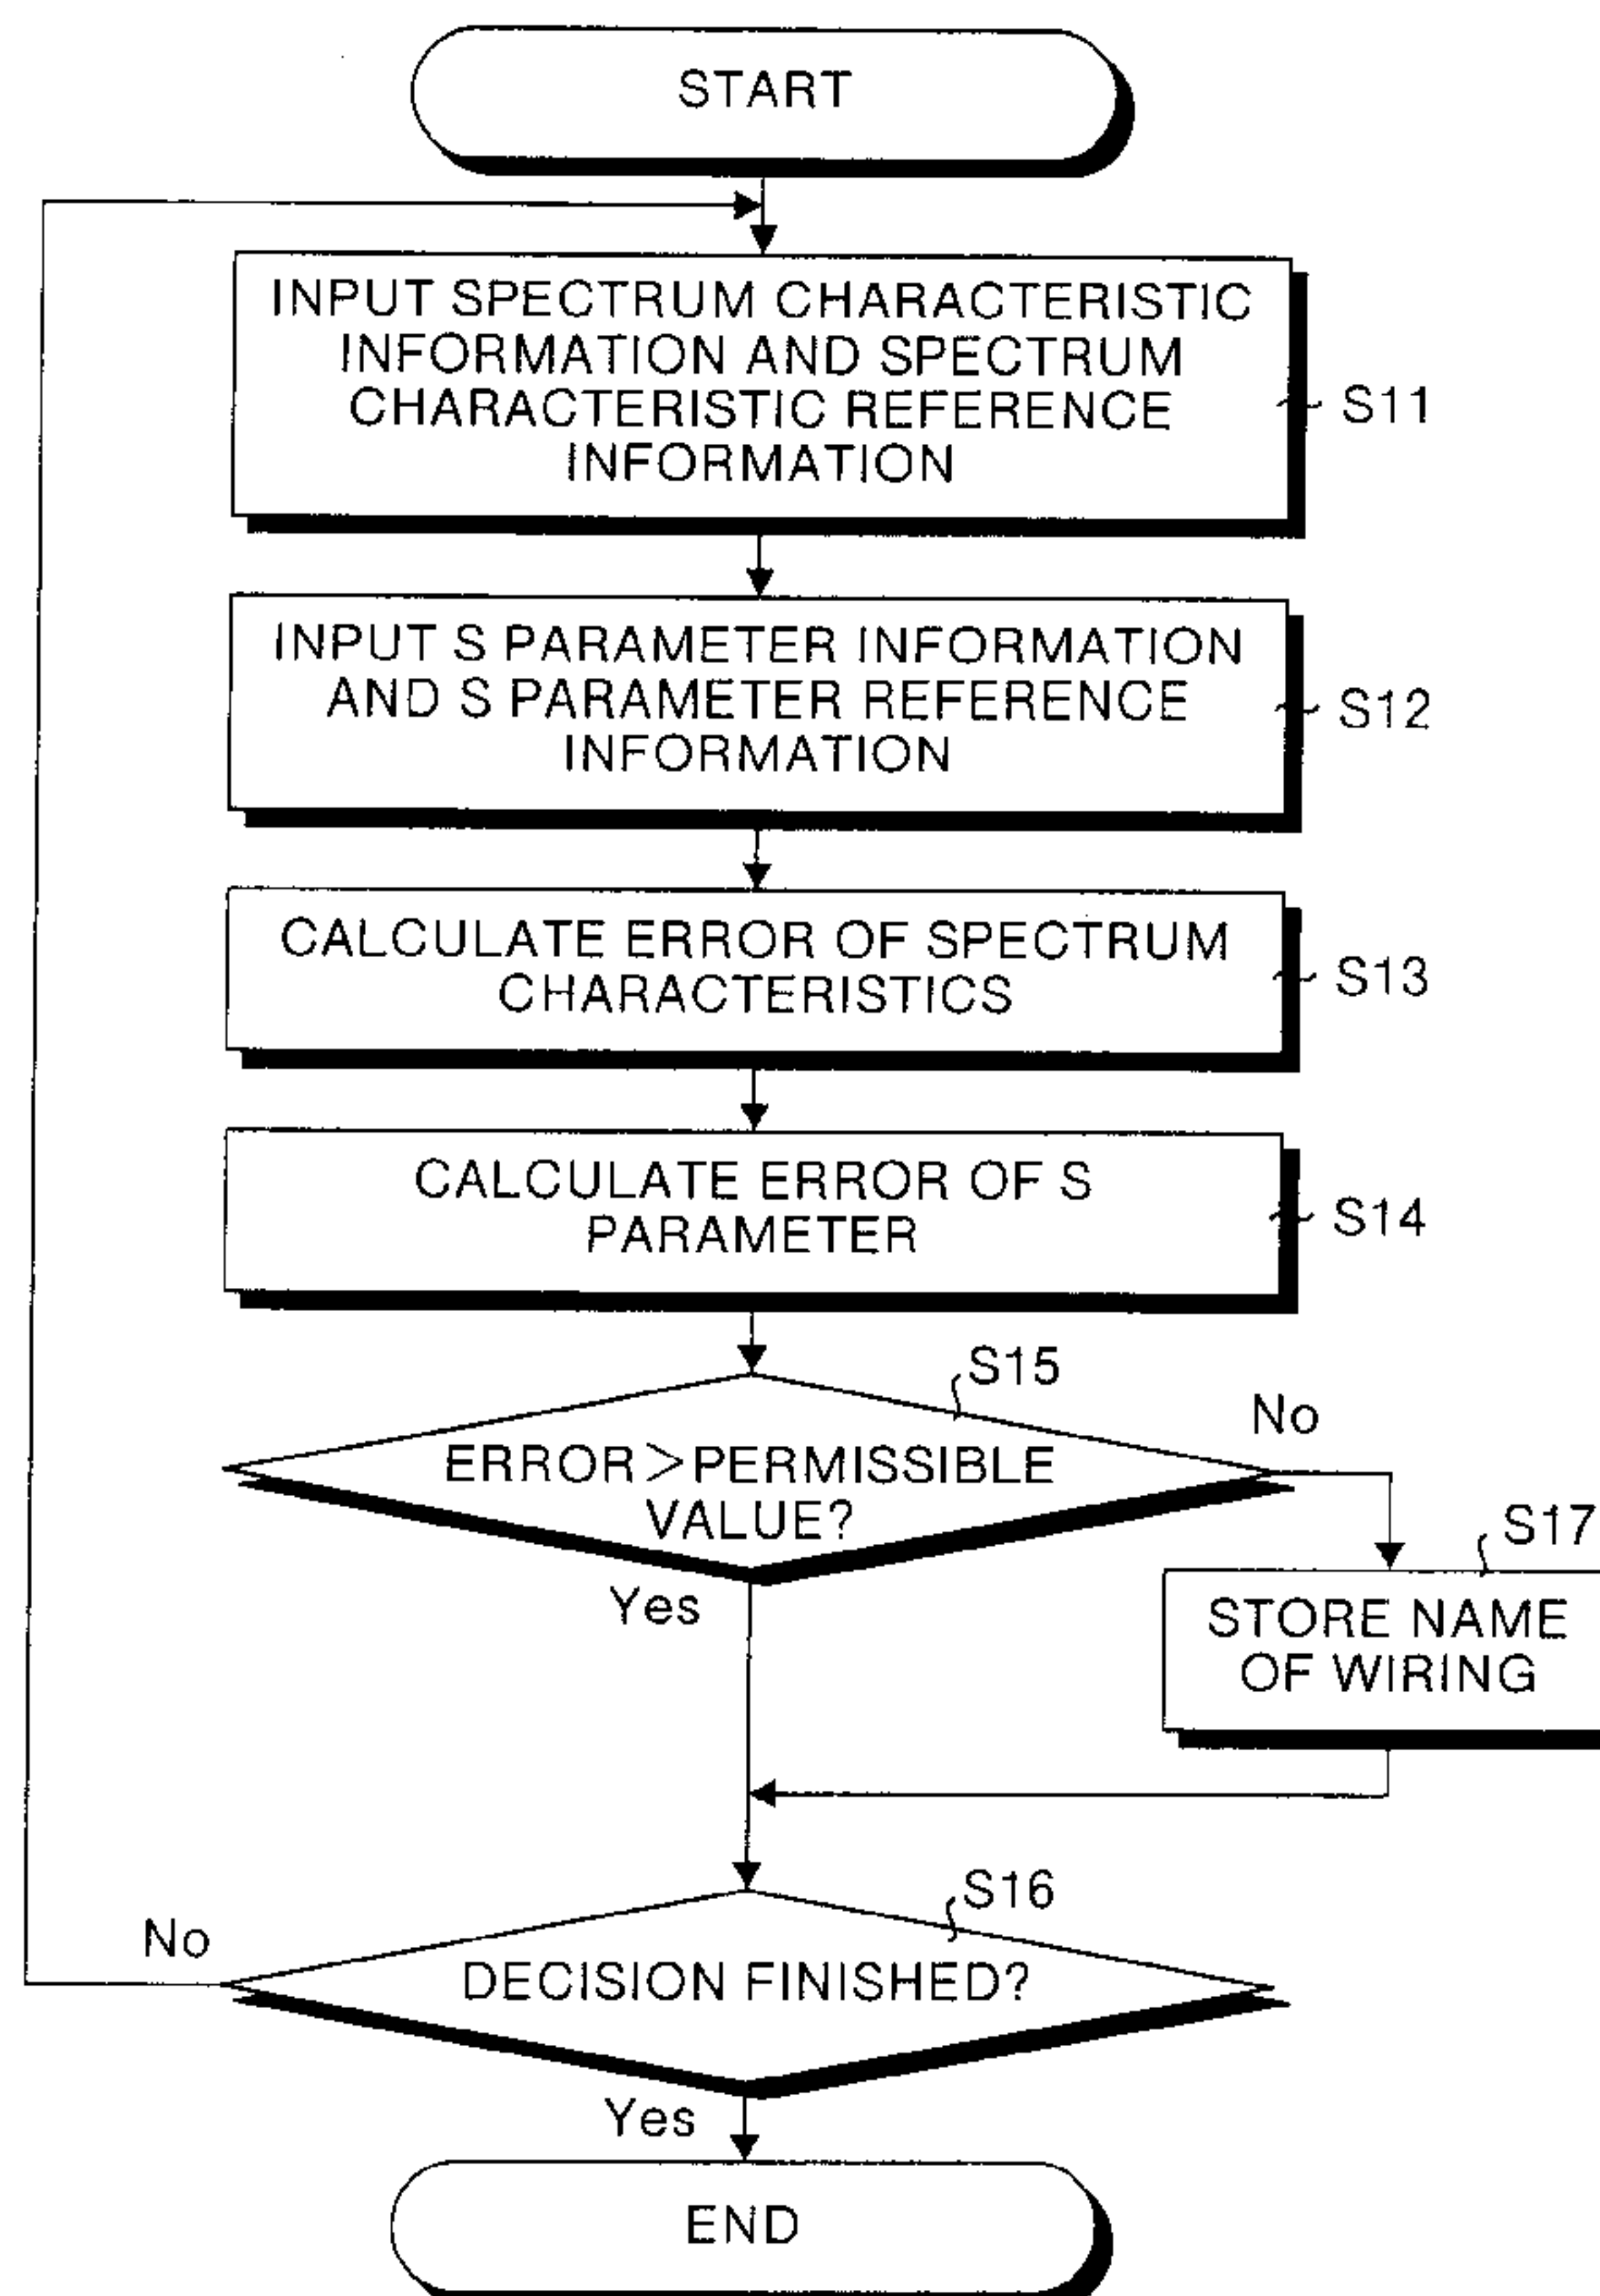 START
INPUT SPECTRUM CHARACTERISTIC
INFORMATION AND SPECTRUM
CHARACTERISTIC REFERENCE
INFORMATION
S11
INPUT S PARAMETER INFORMATION
AND S PARAMETER REFERENCE
INFORMATION
S12
CALCULATE ERROR OF SPECTRUM
CHARACTERISTICS
S13
CALCULATE ERROR OF S
PARAMETER
S14
S15
ERROR>PERMISSIBLE
VALUE?
No
Yes
S17
STORE NAME
OF WIRING
S16
DECISION FINISHED?
No
Yes
END